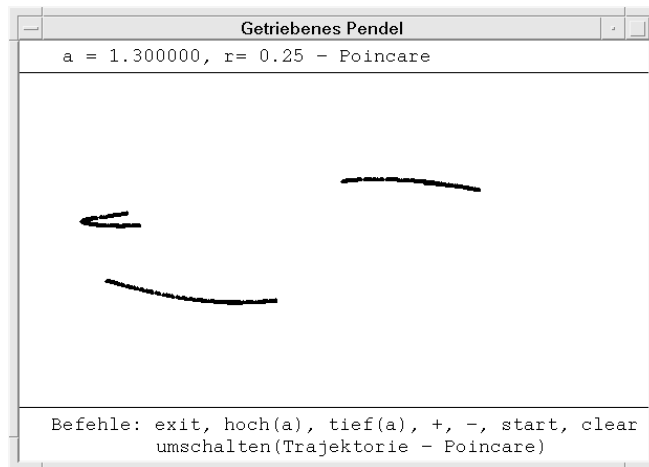 Getriebenes Pendel
a = 1.300000, r= 0.25 - Poincare
Befehle: exit, hoch(a), tief(a), +, -, start, clear
umschalten(Trajektorie - Poincare)